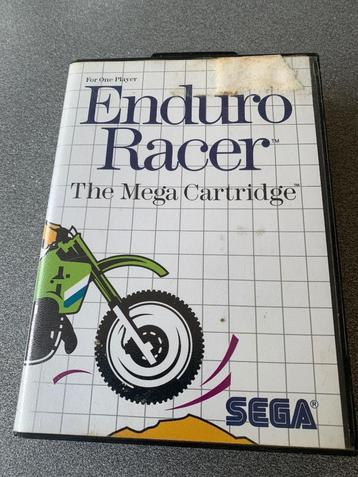 For One Player
Enduro
Racer™
The Mega Cartridge™
SEGA®